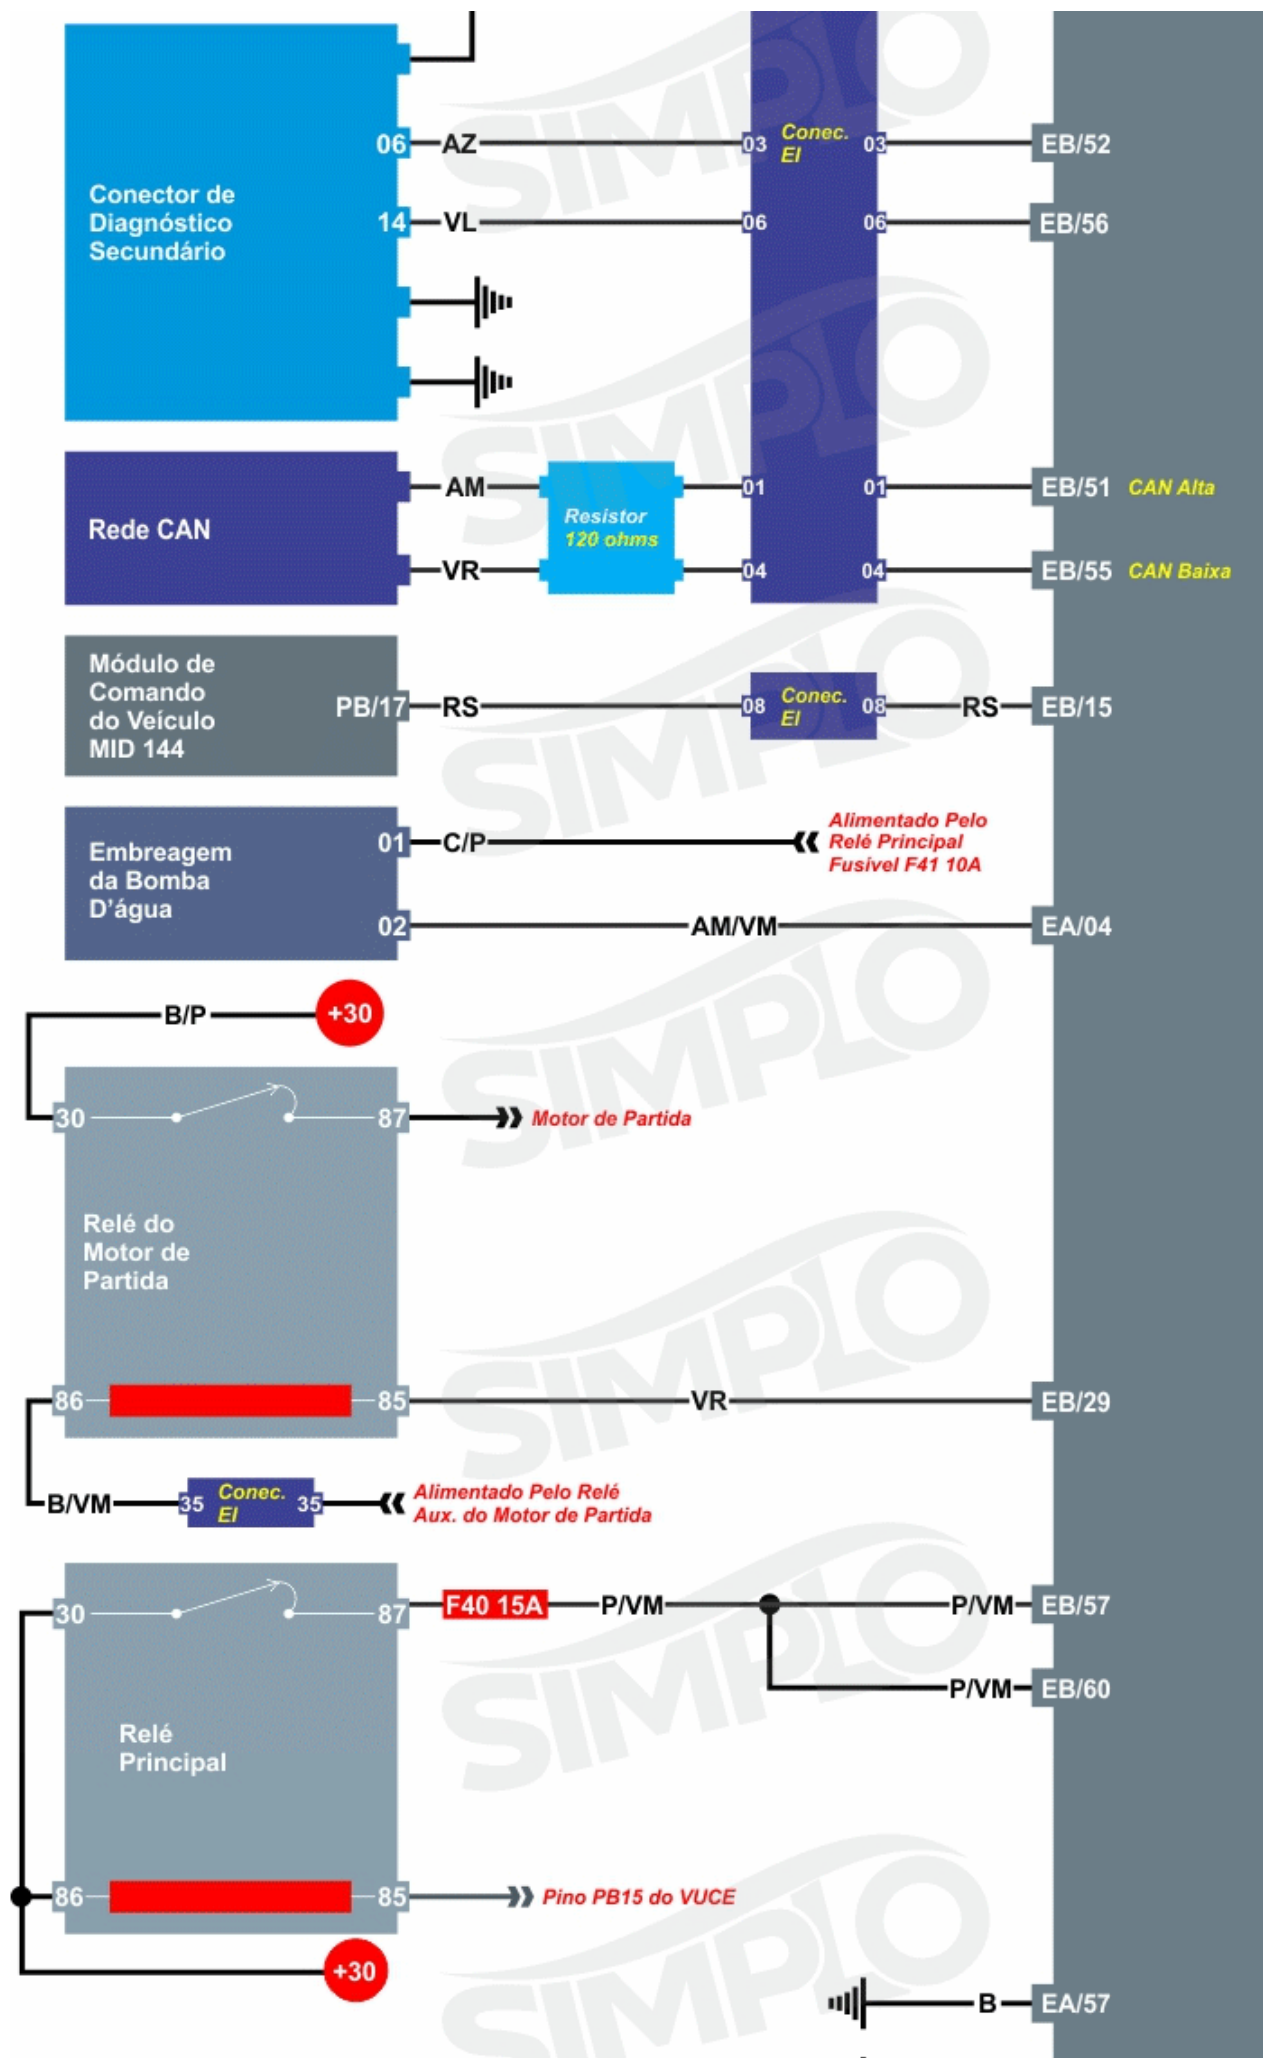 06 AZ 03 Conec. EI 03 EB/52
Conector de
Diagnóstico
Secundário
14 VL 06 06 EB/56
AM 01 01 EB/51 CAN Alta
Rede CAN
Resistor
120 ohms
VR 04 04 EB/55 CAN Baixa
Módulo de
Comando
do Veículo
MID 144
PB/17 RS 08 Conec. EI 08 RS EB/15
Embreagem
da Bomba
D'água
01 C/P
Alimentado Pelo
Relé Principal
Fusível F41 10A
02 AM/VM EA/04
B/P +30
30 87 Motor de Partida
Relé do
Motor de
Partida
86 85 VR EB/29
B/VM 35 Conec. EI 35
Alimentado Pelo Relé
Aux. do Motor de Partida
30 87 F40 15A P/VM P/VM EB/57
P/VM EB/60
Relé
Principal
86 85 Pino PB15 do VUCE
+30
B EA/57
SIMPLO
SIMPLO
SIMPLO
SIMPLO
SIMPLO
SIMPLO
SIMPLO